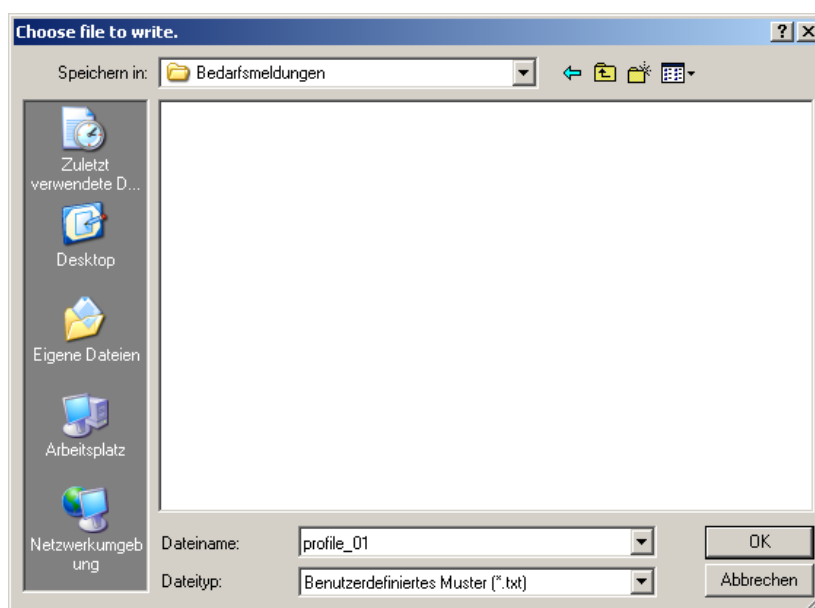 Choose file to write.
Speichern in: Bedarfsmeldungen
Zuletzt
verwendete D...
Desktop
Eigene Dateien
Arbeitsplatz
Netzwerkumgeb
ung
Dateiname: profile_01 OK
Dateityp: Benutzerdefiniertes Muster (*.txt) Abbrechen